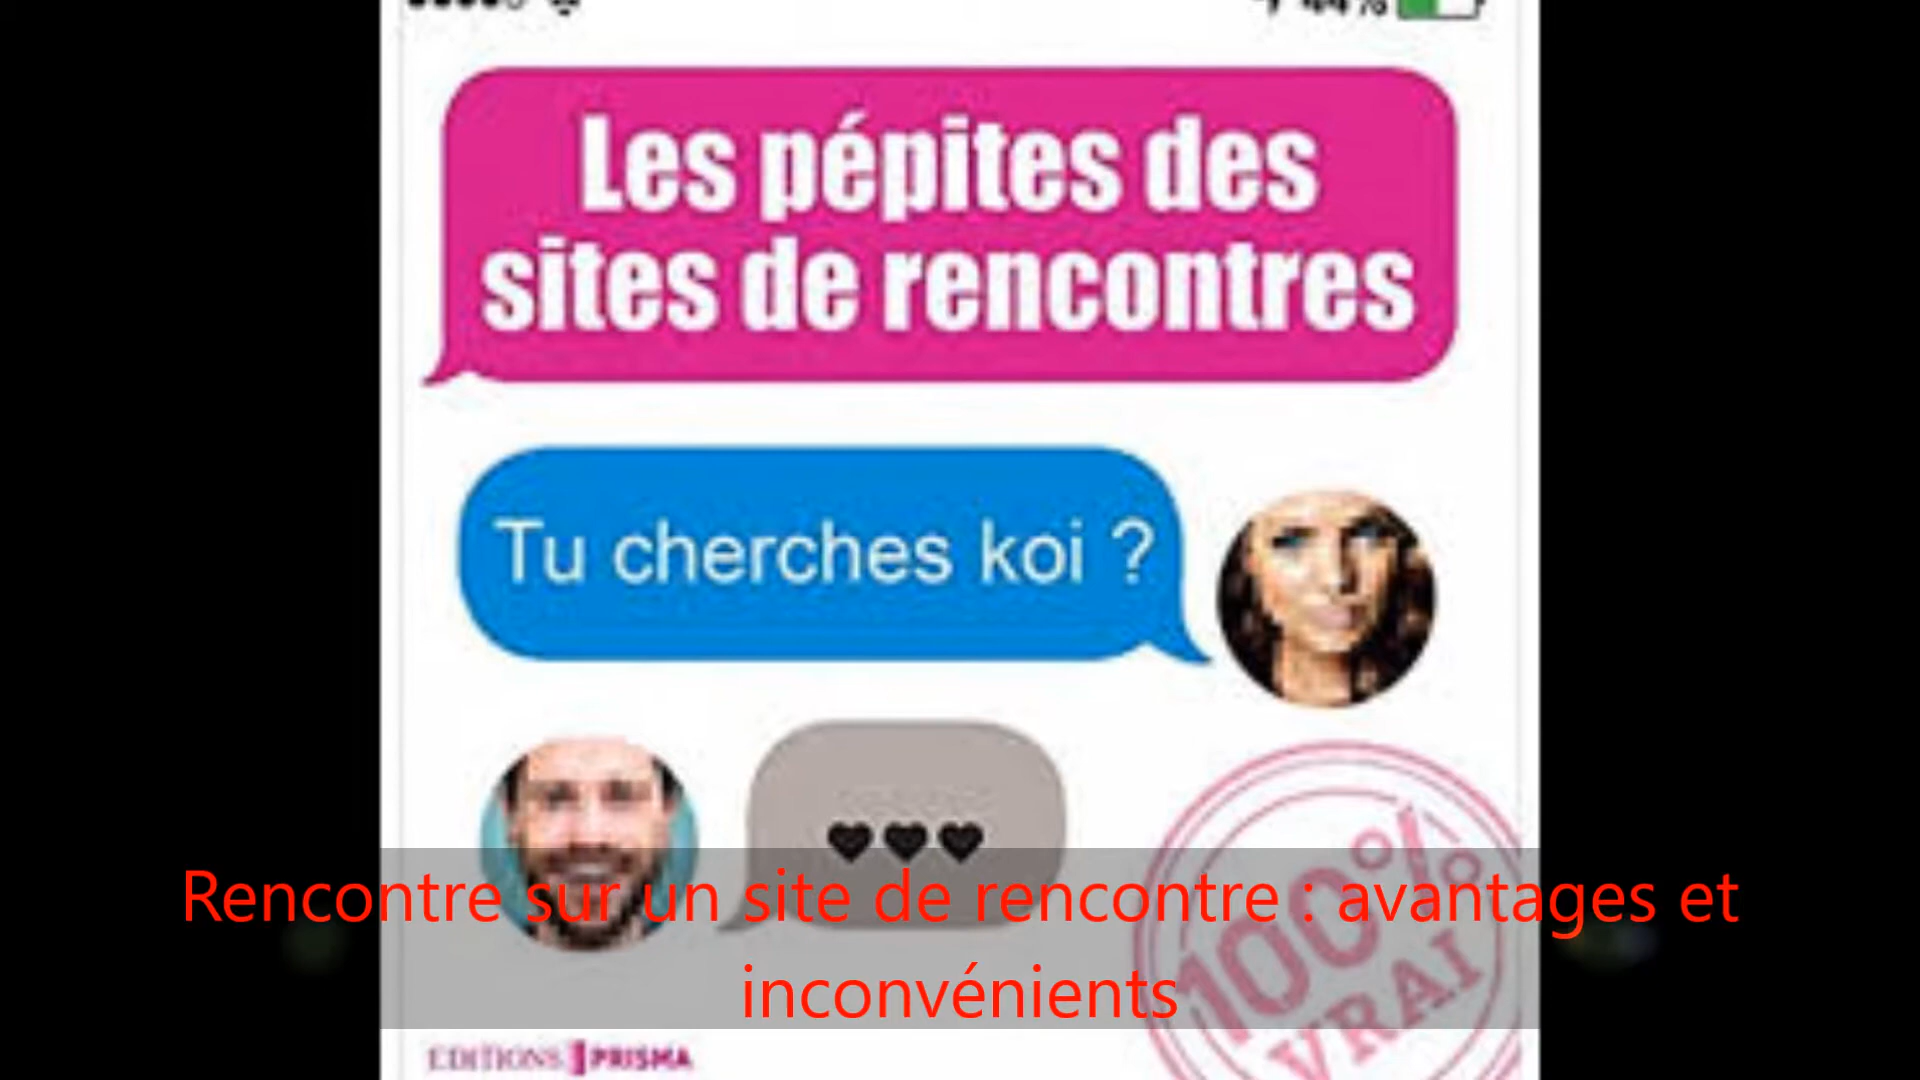 Les pépites des
sites de rencontres
Tu cherches koi ?
Rencontre sur un site de rencontre : avantages et
inconvénients
100%
VRAI
EDITIONS PRISMA